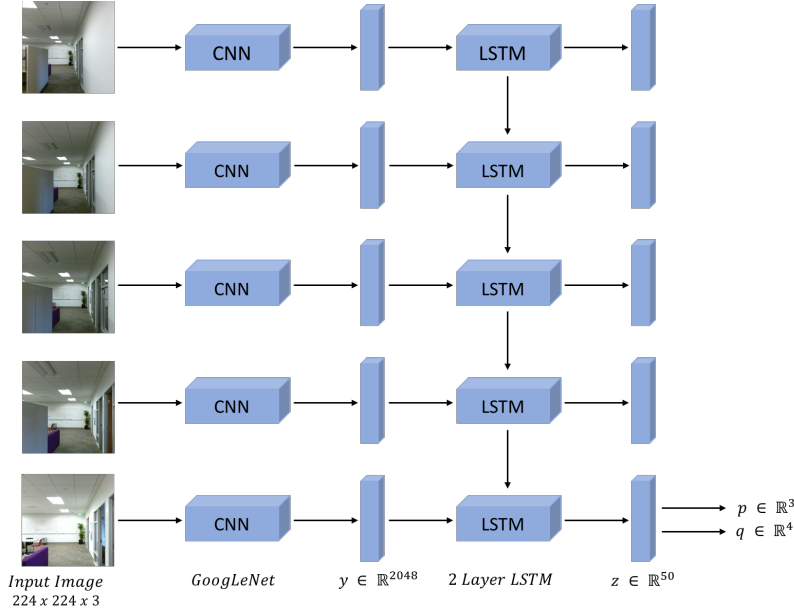 CNN LSTM
CNN LSTM
CNN LSTM
CNN LSTM
CNN LSTM
p ∈ ℝ³
q ∈ ℝ⁴
Input Image GoogLeNet y ∈ ℝ²⁰⁴⁸ 2 Layer LSTM z ∈ ℝ⁵⁰
224 x 224 x 3